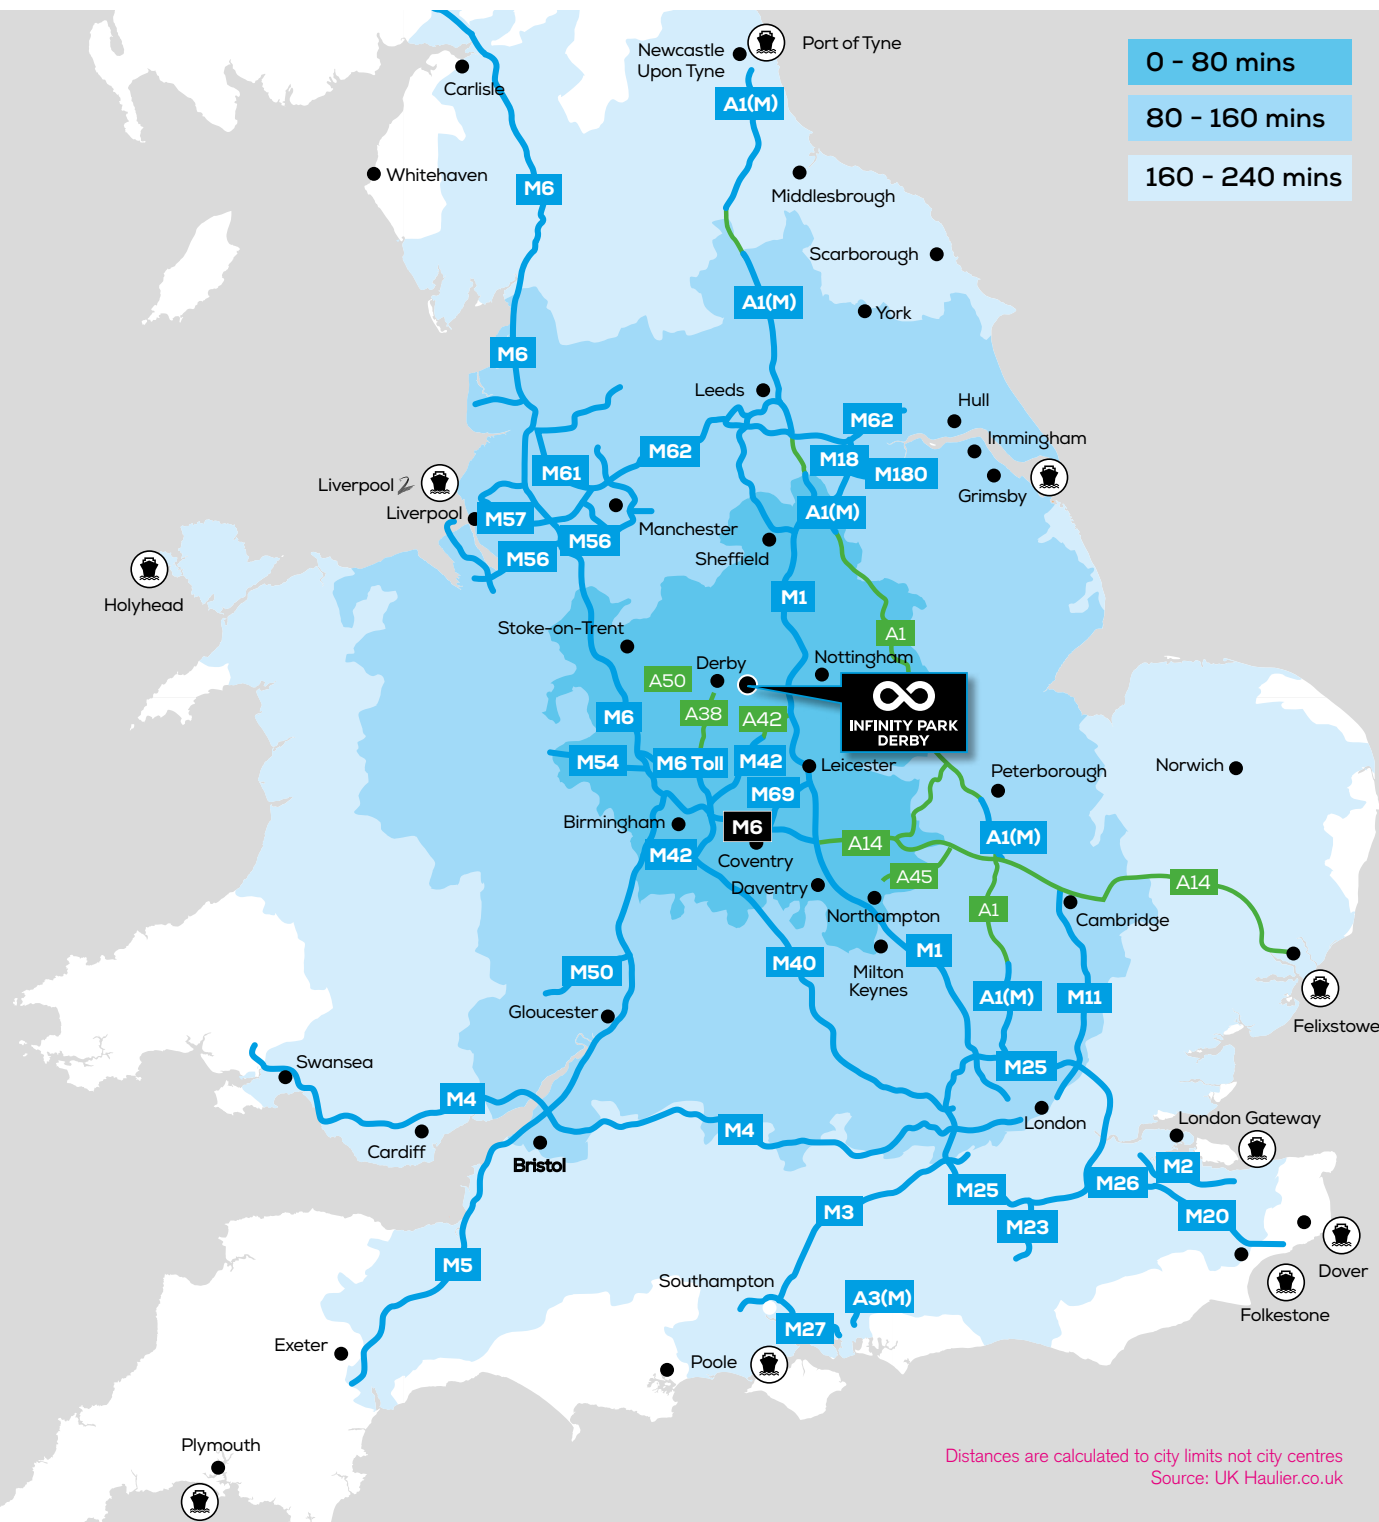 Newcastle
Upon Tyne
Port of Tyne
0 - 80 mins
80 - 160 mins
160 - 240 mins
Carlisle
A1(M)
Whitehaven
M6
Middlesbrough
Scarborough
A1(M)
York
M6
Leeds
Hull
M62
Immingham
M62
M18
M180
M61
Liverpool 2
Grimsby
Liverpool
M57
A1(M)
Manchester
M56
M56
Sheffield
Holyhead
M1
Stoke-on-Trent
A1
Derby
Nottingham
A50
INFINITY PARK
DERBY
M6
A38
A42
M54
M6 Toll
M42
Leicester
Peterborough
Norwich
M69
Birmingham
M6
A1(M)
A14
M42
Coventry
A45
A14
Daventry
Northampton
A1
Cambridge
M1
M50
M40
Milton
Keynes
A1(M)
M11
Gloucester
Felixstowe
Swansea
M25
M4
London
London Gateway
M4
Cardiff
Bristol
M2
M26
M25
M3
M23
M20
M5
Dover
Southampton
A3(M)
Folkestone
M27
Exeter
Poole
Plymouth
Distances are calculated to city limits not city centres
Source: UK Haulier.co.uk